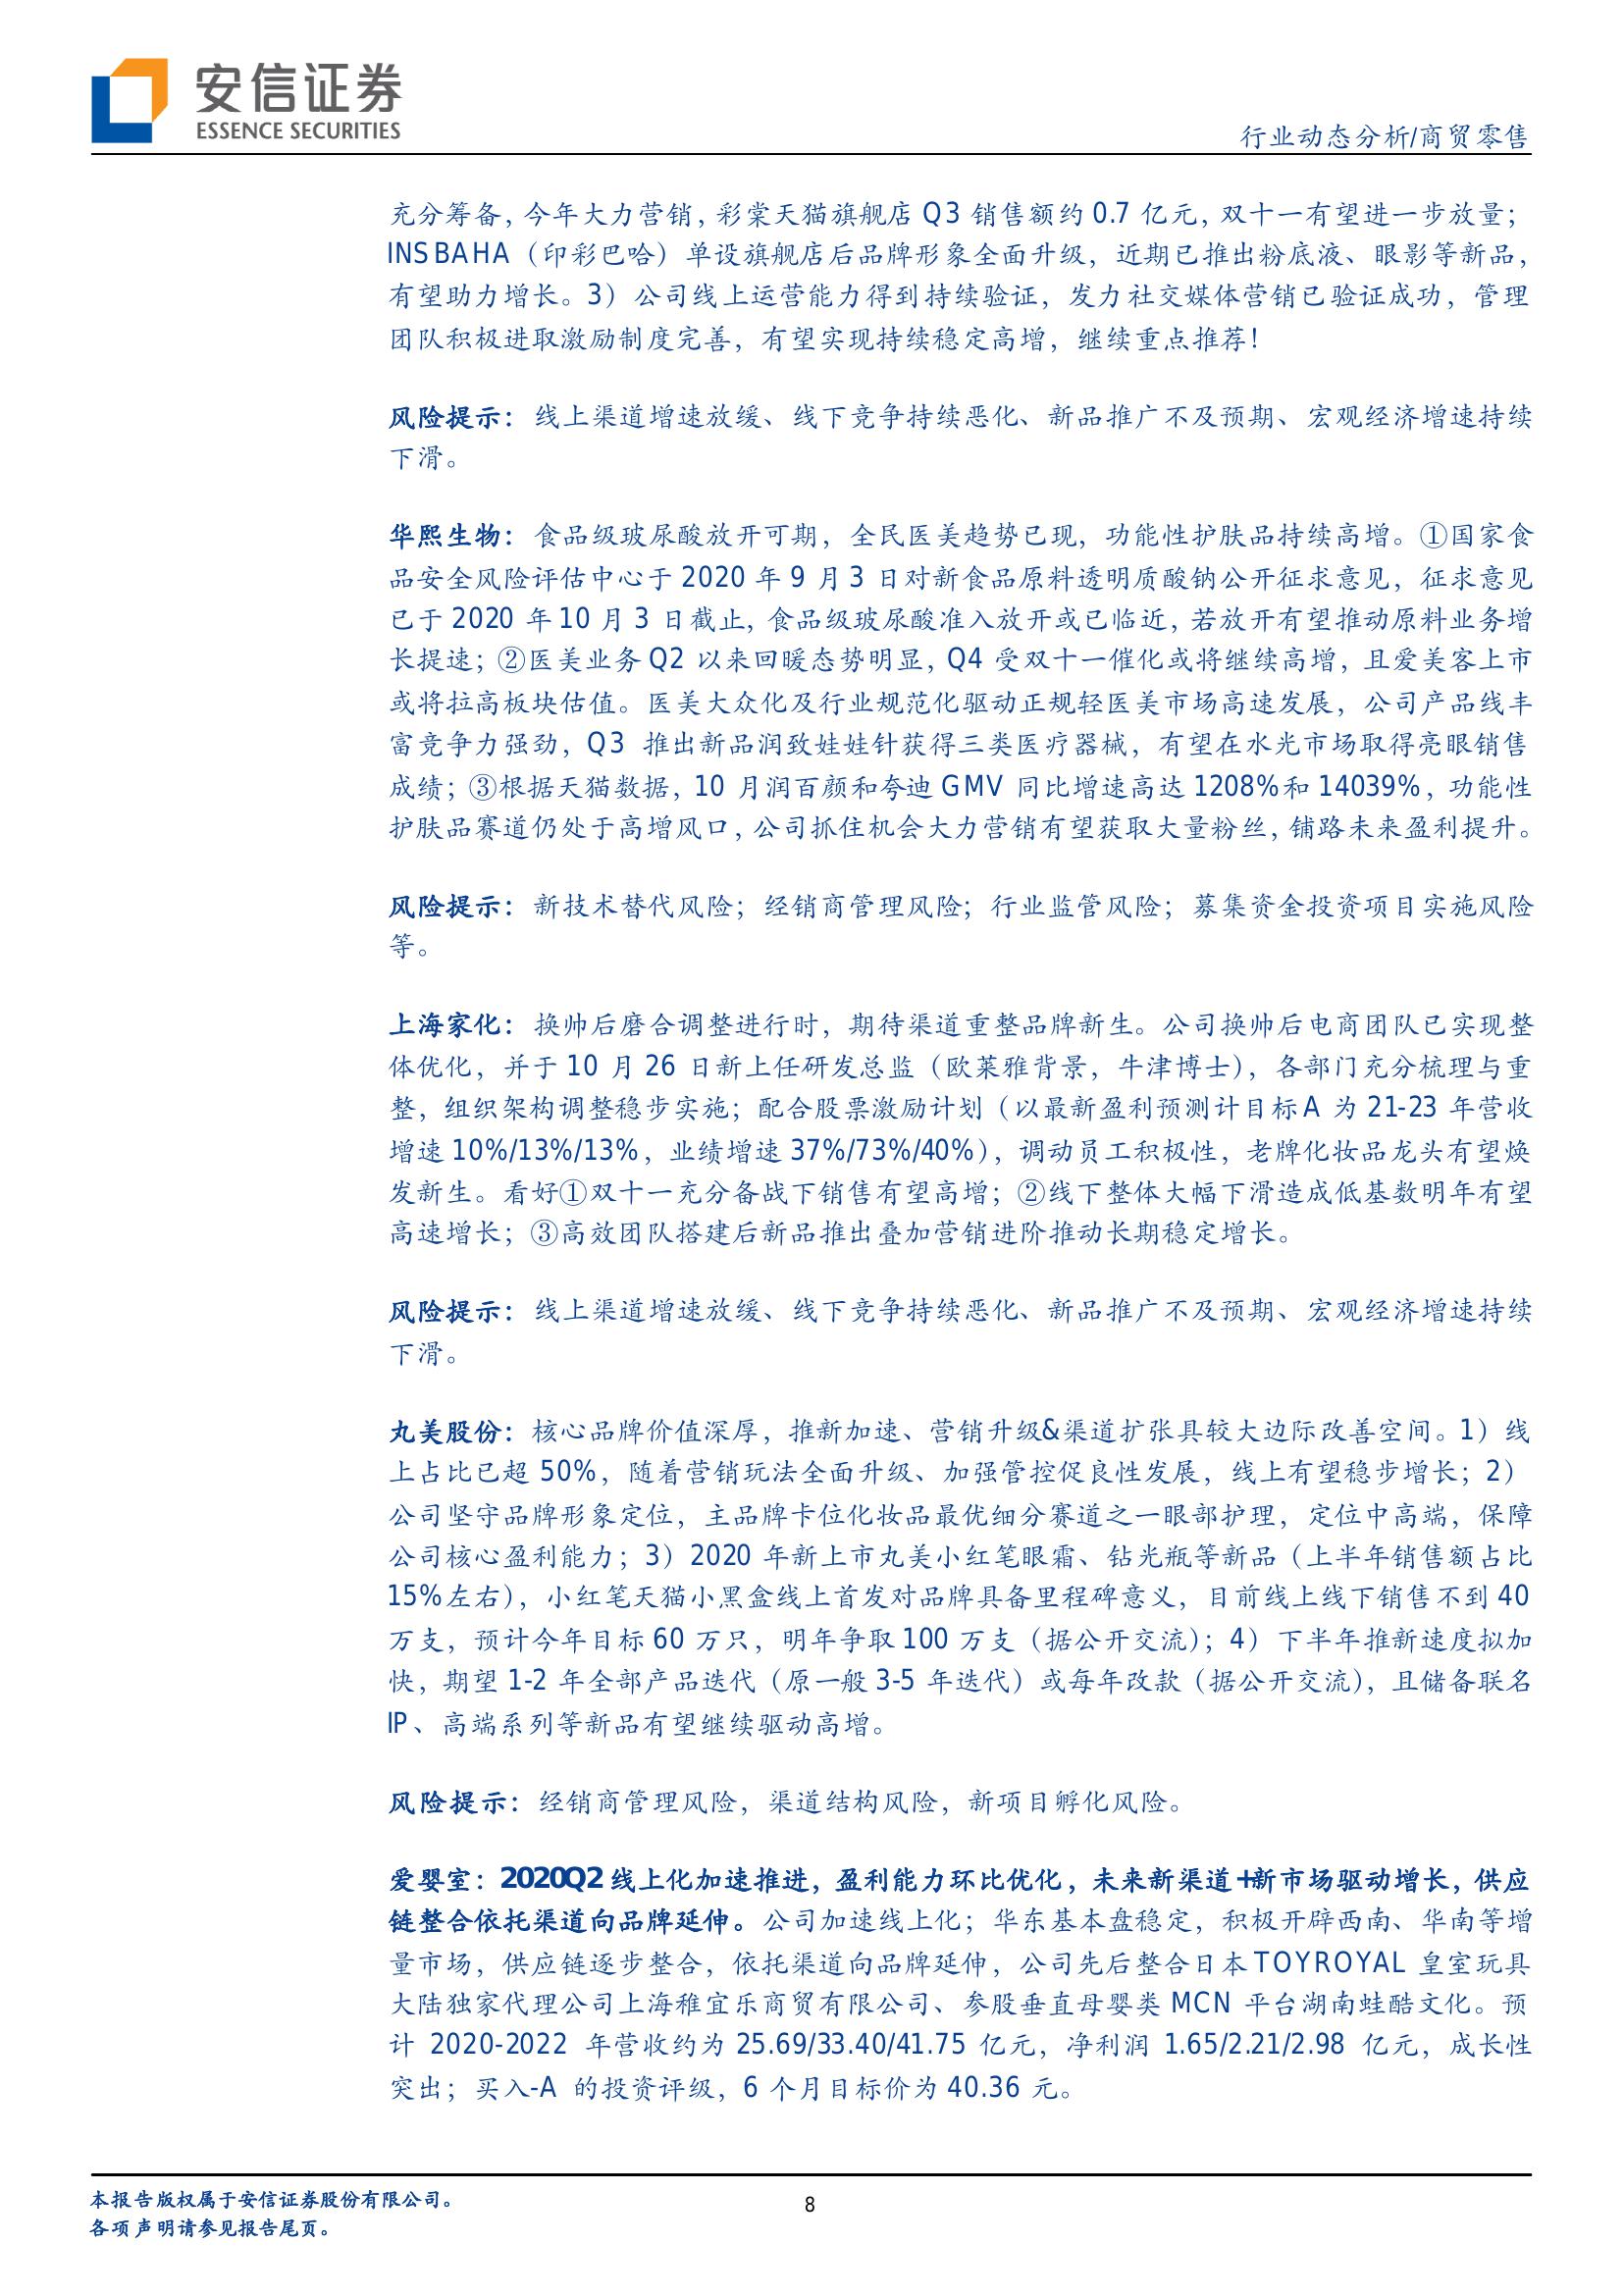 安信证券
ESSENCE SECURITIES
行业动态分析/商贸零售
充分筹备，今年大力营销，彩棠天猫旗舰店 Q3 销售额约 0.7 亿元，双十一有望进一步放量；
INSBAHA（印彩巴哈）单设旗舰店后品牌形象全面升级，近期已推出粉底液、眼影等新品，
有望助力增长。3）公司线上运营能力得到持续验证，发力社交媒体营销已验证成功，管理
团队积极进取激励制度完善，有望实现持续稳定高增，继续重点推荐！
风险提示：线上渠道增速放缓、线下竞争持续恶化、新品推广不及预期、宏观经济增速持续
下滑。
华熙生物：食品级玻尿酸放开可期，全民医美趋势已现，功能性护肤品持续高增。①国家食
品安全风险评估中心于 2020 年 9 月 3 日对新食品原料透明质酸钠公开征求意见，征求意见
已于 2020 年 10 月 3 日截止，食品级玻尿酸准入放开或已临近，若放开有望推动原料业务增
长提速；②医美业务 Q2 以来回暖态势明显，Q4 受双十一催化或将继续高增，且爱美客上市
或将拉高板块估值。医美大众化及行业规范化驱动正规轻医美市场高速发展，公司产品线丰
富竞争力强劲，Q3 推出新品润致娃娃针获得三类医疗器械，有望在水光市场取得亮眼销售
成绩；③根据天猫数据，10 月润百颜和夸迪 GMV 同比增速高达 1208%和 14039%，功能性
护肤品赛道仍处于高增风口，公司抓住机会大力营销有望获取大量粉丝，铺路未来盈利提升。
风险提示：新技术替代风险；经销商管理风险；行业监管风险；募集资金投资项目实施风险
等。
上海家化：换帅后磨合调整进行时，期待渠道重整品牌新生。公司换帅后电商团队已实现整
体优化，并于 10 月 26 日新上任研发总监（欧莱雅背景，牛津博士），各部门充分梳理与重
整，组织架构调整稳步实施；配合股票激励计划（以最新盈利预测计目标 A 为 21-23 年营收
增速 10%/13%/13%，业绩增速 37%/73%/40%），调动员工积极性，老牌化妆品龙头有望焕
发新生。看好①双十一充分备战下销售有望高增；②线下整体大幅下滑造成低基数明年有望
高速增长；③高效团队搭建后新品推出叠加营销进阶推动长期稳定增长。
风险提示：线上渠道增速放缓、线下竞争持续恶化、新品推广不及预期、宏观经济增速持续
下滑。
丸美股份：核心品牌价值深厚，推新加速、营销升级&渠道扩张具较大边际改善空间。1）线
上占比已超 50%，随着营销玩法全面升级、加强管控促良性发展，线上有望稳步增长；2）
公司坚守品牌形象定位，主品牌卡位化妆品最优细分赛道之一眼部护理，定位中高端，保障
公司核心盈利能力；3）2020 年新上市丸美小红笔眼霜、钻光瓶等新品（上半年销售额占比
15%左右），小红笔天猫小黑盒线上首发对品牌具备里程碑意义，目前线上线下销售不到 40
万支，预计今年目标 60 万只，明年争取 100 万支（据公开交流）；4）下半年推新速度拟加
快，期望 1-2 年全部产品迭代（原一般 3-5 年迭代）或每年改款（据公开交流），且储备联名
IP、高端系列等新品有望继续驱动高增。
风险提示：经销商管理风险，渠道结构风险，新项目孵化风险。
爱婴室：2020Q2 线上化加速推进，盈利能力环比优化，未来新渠道+新市场驱动增长，供应
链整合依托渠道向品牌延伸。公司加速线上化；华东基本盘稳定，积极开辟西南、华南等增
量市场，供应链逐步整合，依托渠道向品牌延伸，公司先后整合日本 TOYROYAL 皇室玩具
大陆独家代理公司上海稚宜乐商贸有限公司、参股垂直母婴类 MCN 平台湖南蛙酷文化。预
计 2020-2022 年营收约为 25.69/33.40/41.75 亿元，净利润 1.65/2.21/2.98 亿元，成长性
突出；买入-A 的投资评级，6 个月目标价为 40.36 元。
本报告版权属于安信证券股份有限公司。
8
各项声明请参见报告尾页。